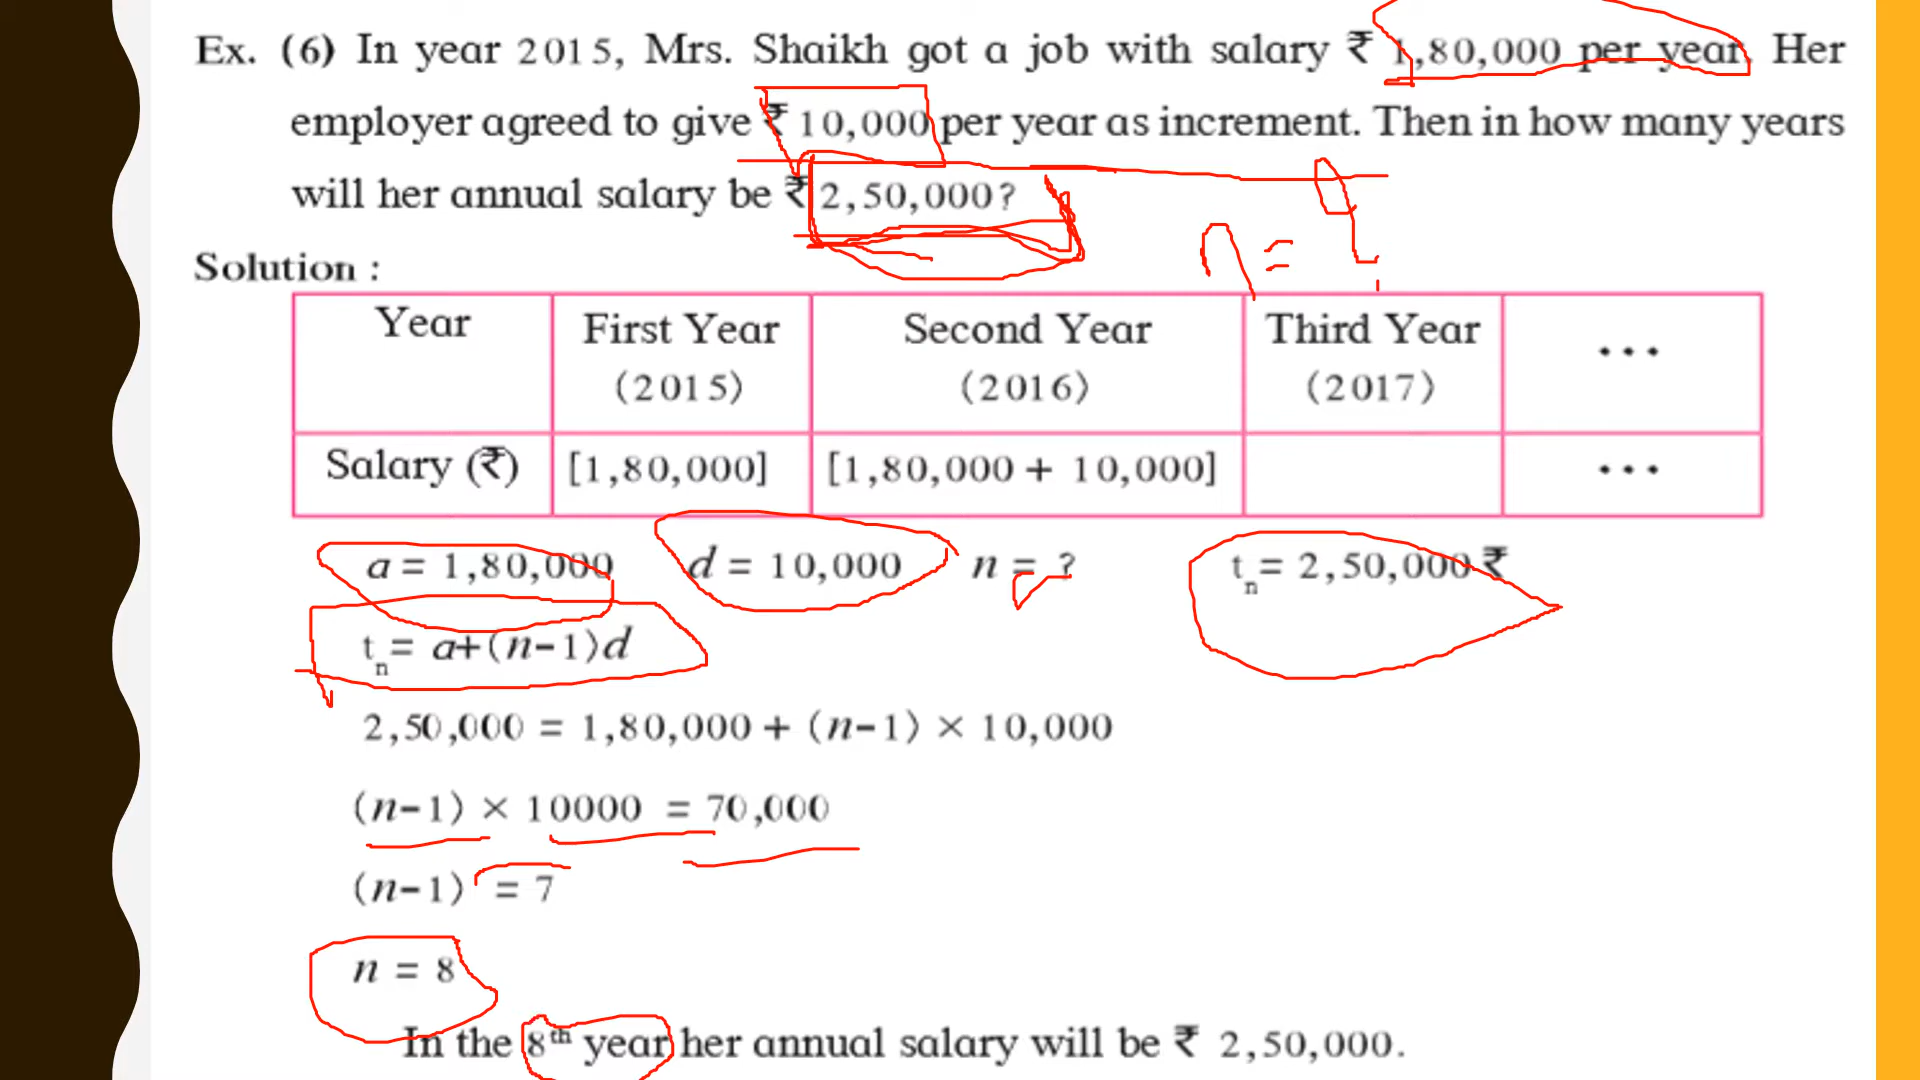 Ex. (6) In year 2015, Mrs. Shaikh got a job with salary ₹ 1,80,000 per year. Her
employer agreed to give ₹ 10,000 per year as increment. Then in how many years
will her annual salary be ₹ 2,50,000?
n = ?
Solution :
Year First Year Second Year Third Year ...
(2015) (2016) (2017)
Salary (₹) [1,80,000] [1,80,000 + 10,000] ...
a = 1,80,000 d = 10,000 n = ? tn = 2,50,000 ₹
tn = a+(n-1)d
2,50,000 = 1,80,000 + (n-1) × 10,000
(n-1) × 10000 = 70,000
(n-1) = 7
n = 8
In the 8th year her annual salary will be ₹ 2,50,000.